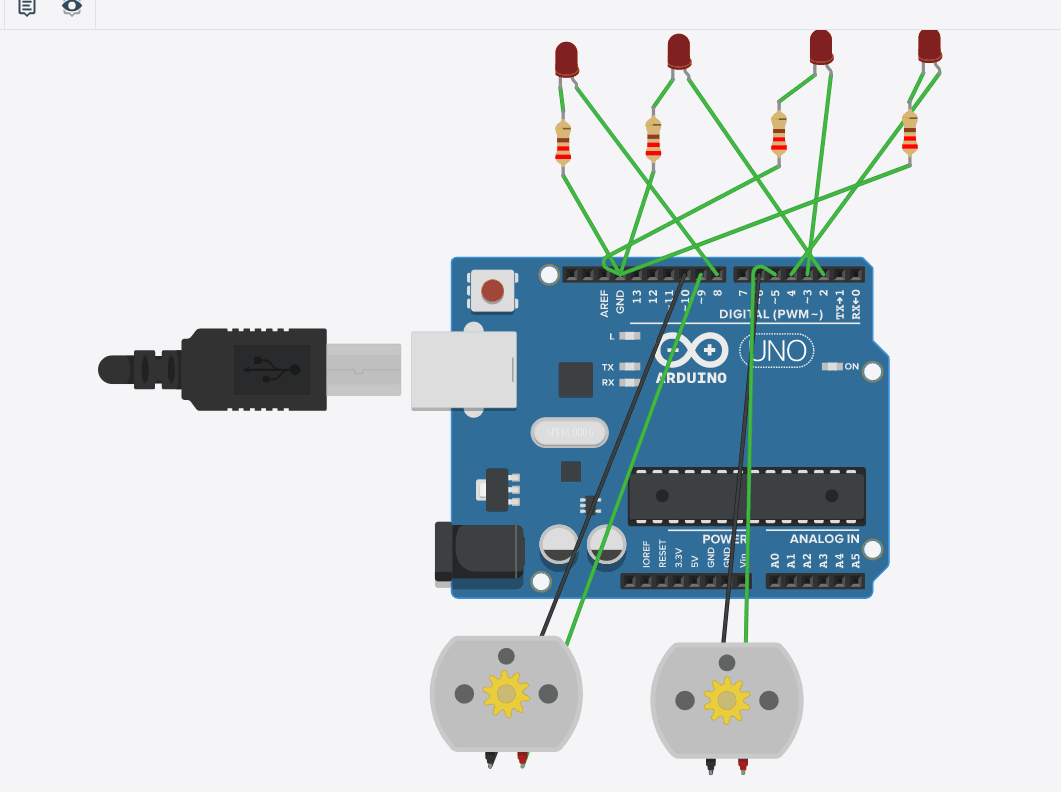 AREF
GND
13
12
~11
~10
~9
8
7
~6
~5
4
~3
2
TX→1
RX←0
DIGITAL (PWM~)
L
TX
RX
ARDUINO
UNO
ON
POWER
ANALOG IN
IOREF
RESET
3.3V
5V
GND
GND
Vin
A0
A1
A2
A3
A4
A5